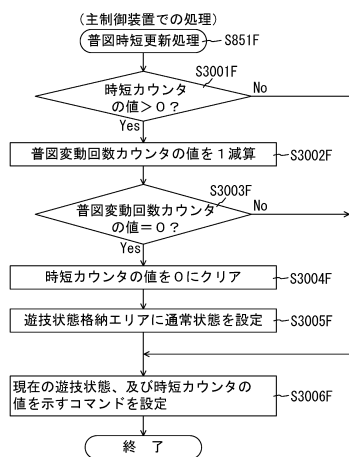 （主制御装置での処理）
普図時短更新処理
S851F
S3001F
時短カウンタ
の値＞０？
No
Yes
普図変動回数カウンタの値を１減算
S3002F
S3003F
普図変動回数カウンタ
の値＝０？
No
Yes
時短カウンタの値を０にクリア
S3004F
遊技状態格納エリアに通常状態を設定
S3005F
現在の遊技状態、及び時短カウンタの
値を示すコマンドを設定
S3006F
終　了